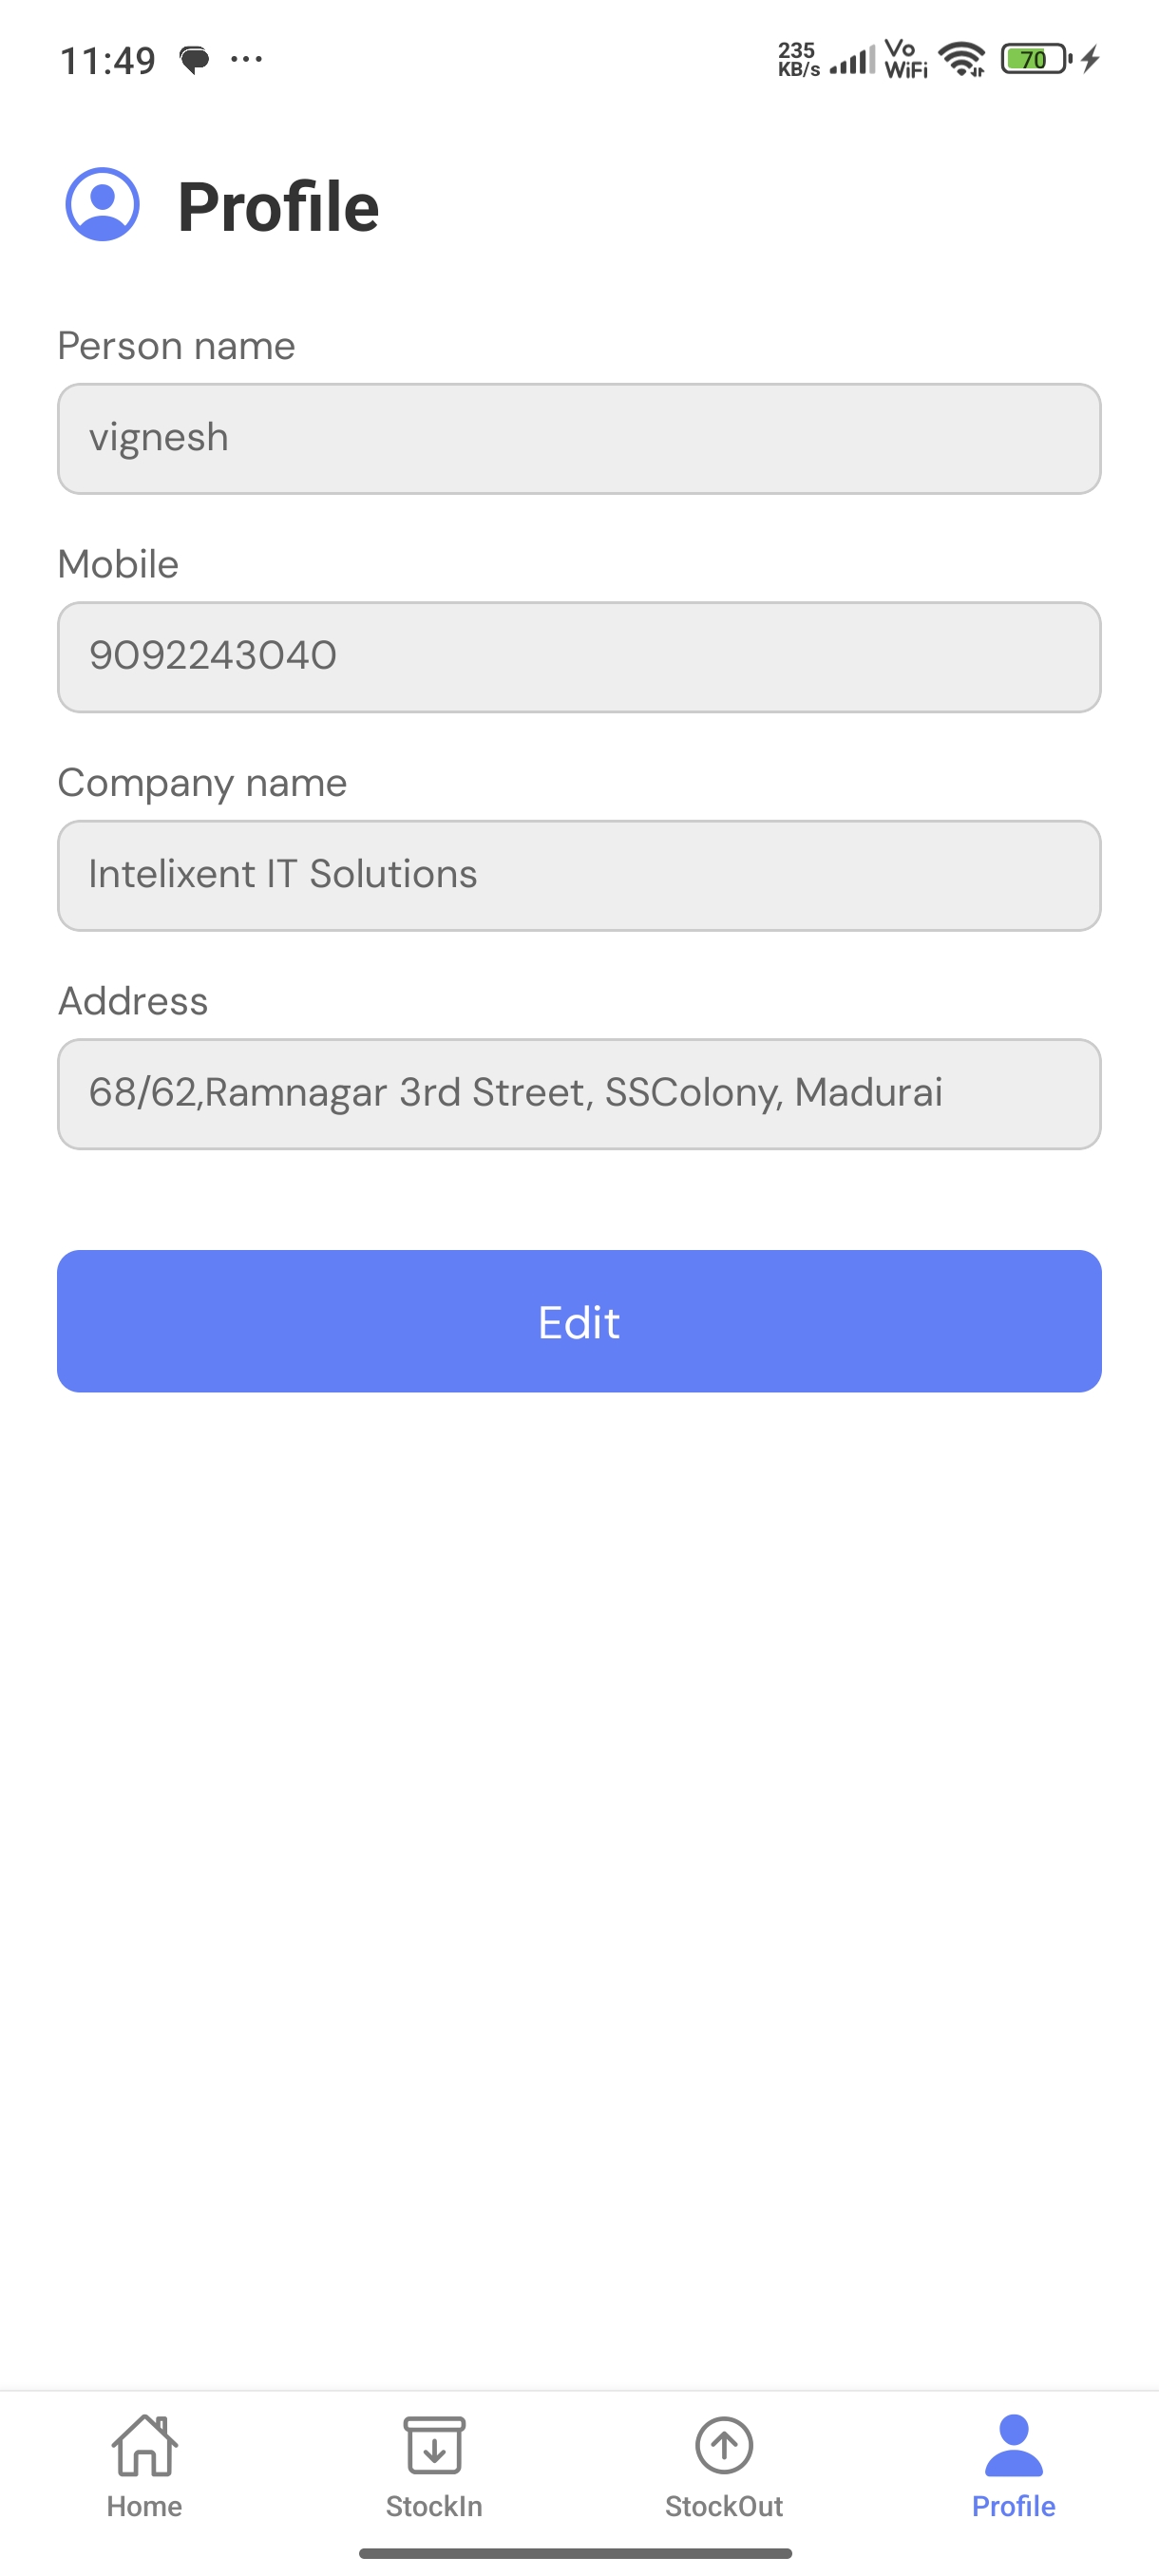 11:49 ... 235 KB/s Vo WiFi 70
Profile
Person name
vignesh
Mobile
9092243040
Company name
Intelixent IT Solutions
Address
68/62,Ramnagar 3rd Street, SSColony, Madurai
Edit
Home StockIn StockOut Profile